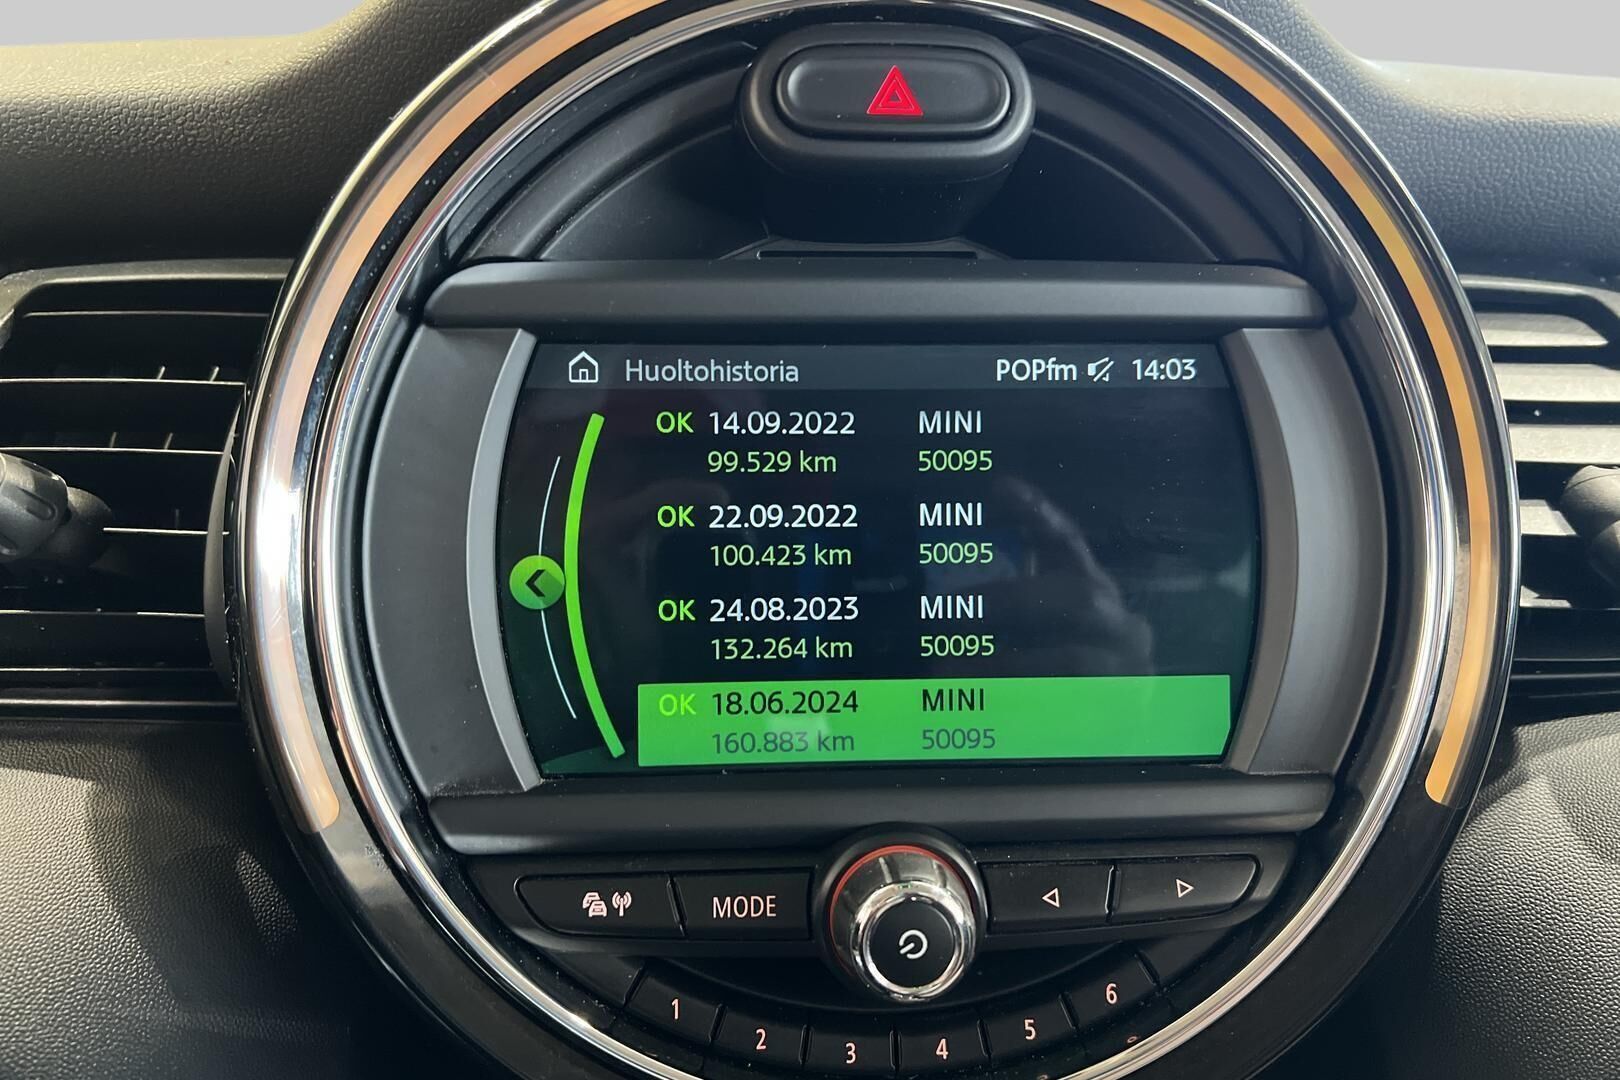 Huoltohistoria POPfm 14:03
OK 14.09.2022 MINI
99.529 km 50095
OK 22.09.2022 MINI
100.423 km 50095
OK 24.08.2023 MINI
132.264 km 50095
OK 18.06.2024 MINI
160.883 km 50095
MODE
1 2 3 4 5 6